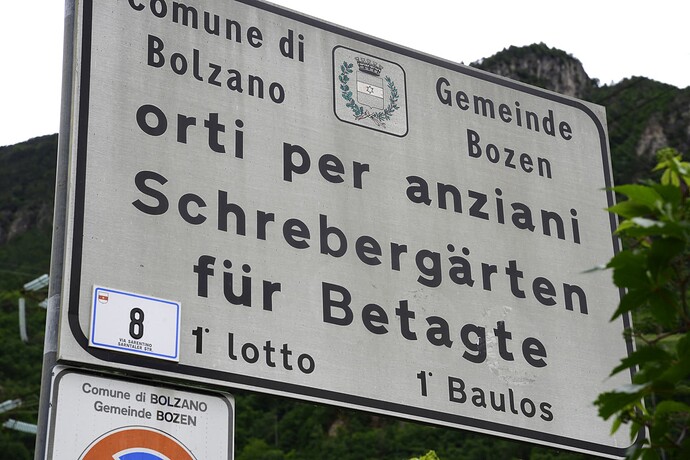 comune di
Bolzano
Gemeinde
Bozen
orti per anziani
Schrebergärten
für Betagte
1° lotto
1° Baulos
8
VIA SARENTINO
SARNTALER STR.
Comune di BOLZANO
Gemeinde BOZEN